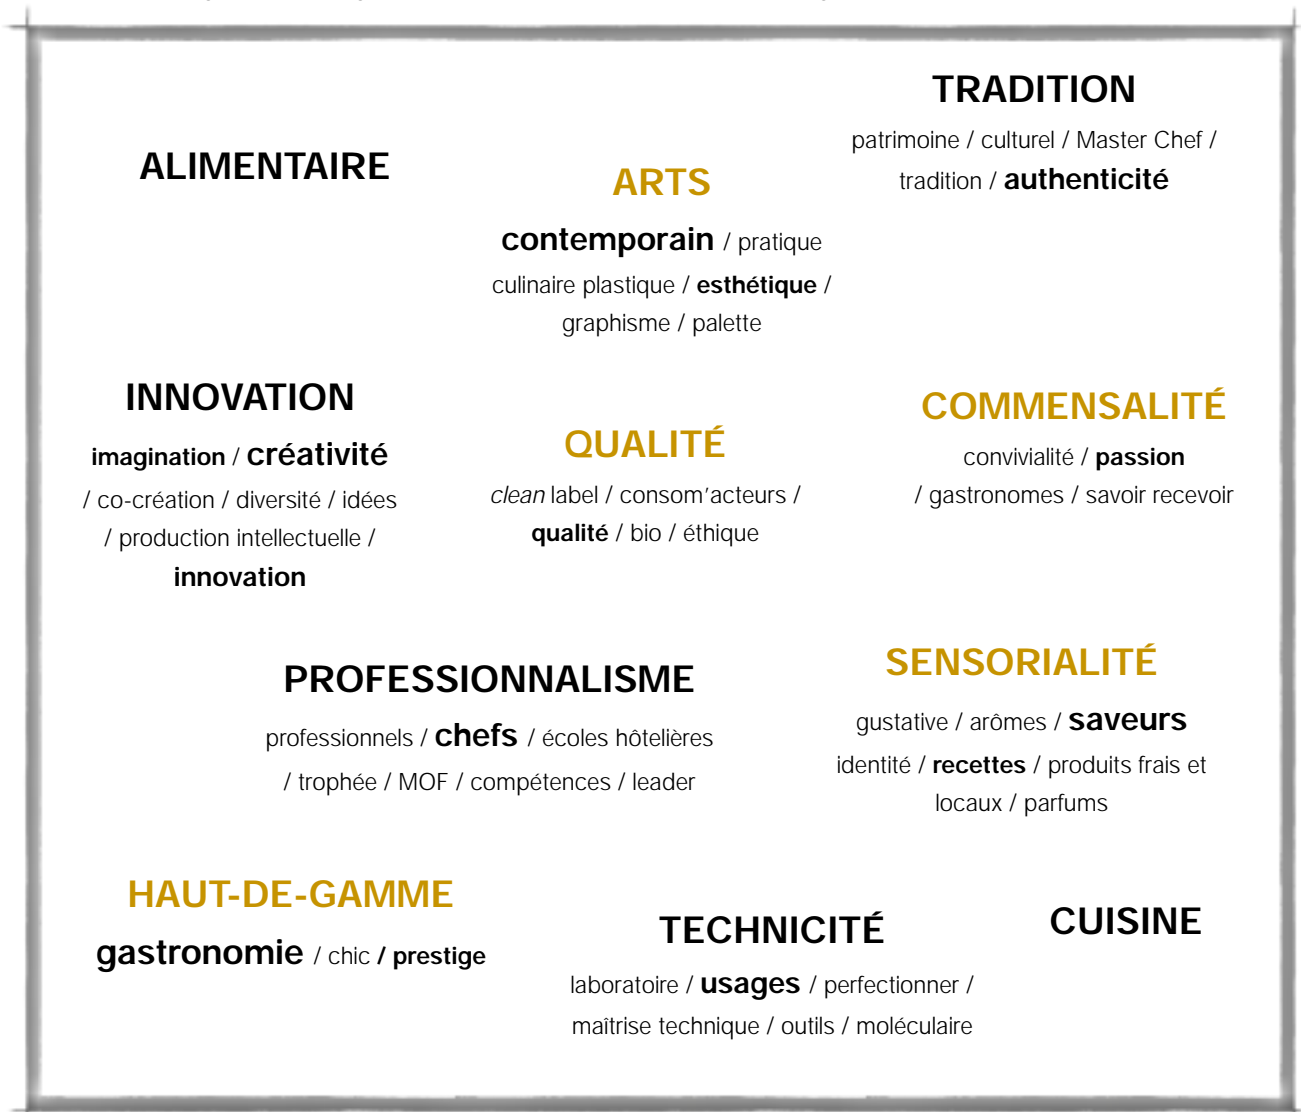 TRADITION
patrimoine / culturel / Master Chef /
tradition / authenticité
ALIMENTAIRE
ARTS
contemporain / pratique
culinaire plastique / esthétique /
graphisme / palette
INNOVATION
imagination / créativité
/ co-création / diversité / idées
/ production intellectuelle /
innovation
QUALITÉ
clean label / consom'acteurs /
qualité / bio / éthique
COMMENSALITÉ
convivialité / passion
/ gastronomes / savoir recevoir
PROFESSIONNALISME
professionnels / chefs / écoles hôtelières
/ trophée / MOF / compétences / leader
SENSORIALITÉ
gustative / arômes / saveurs
identité / recettes / produits frais et
locaux / parfums
HAUT-DE-GAMME
gastronomie / chic / prestige
TECHNICITÉ
laboratoire / usages / perfectionner /
maîtrise technique / outils / moléculaire
CUISINE